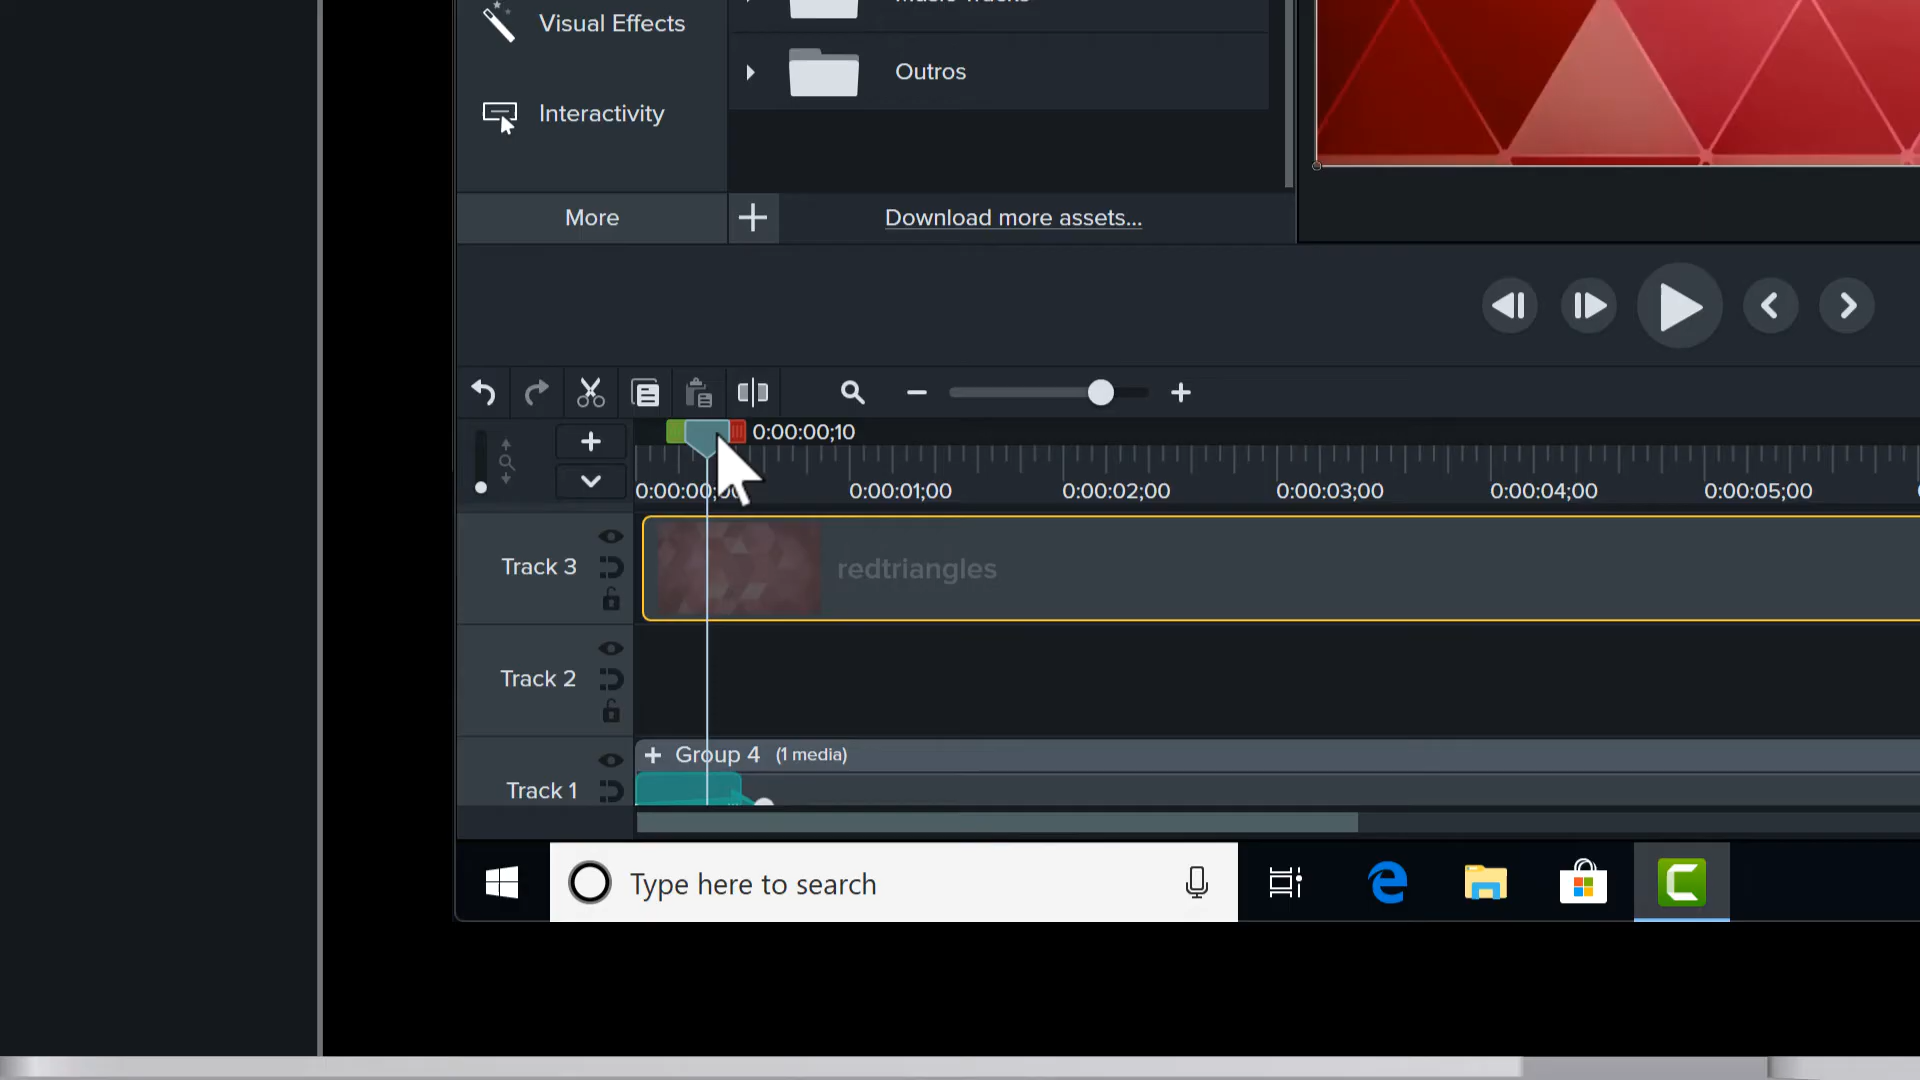 Visual Effects
Outros
Interactivity
More
Download more assets...
0:00:00;10
0:00:01;00
0:00:02;00
0:00:03;00
0:00:04;00
0:00:05;00
Track 3
redtriangles
Track 2
Group 4 (1 media)
Track 1
Type here to search